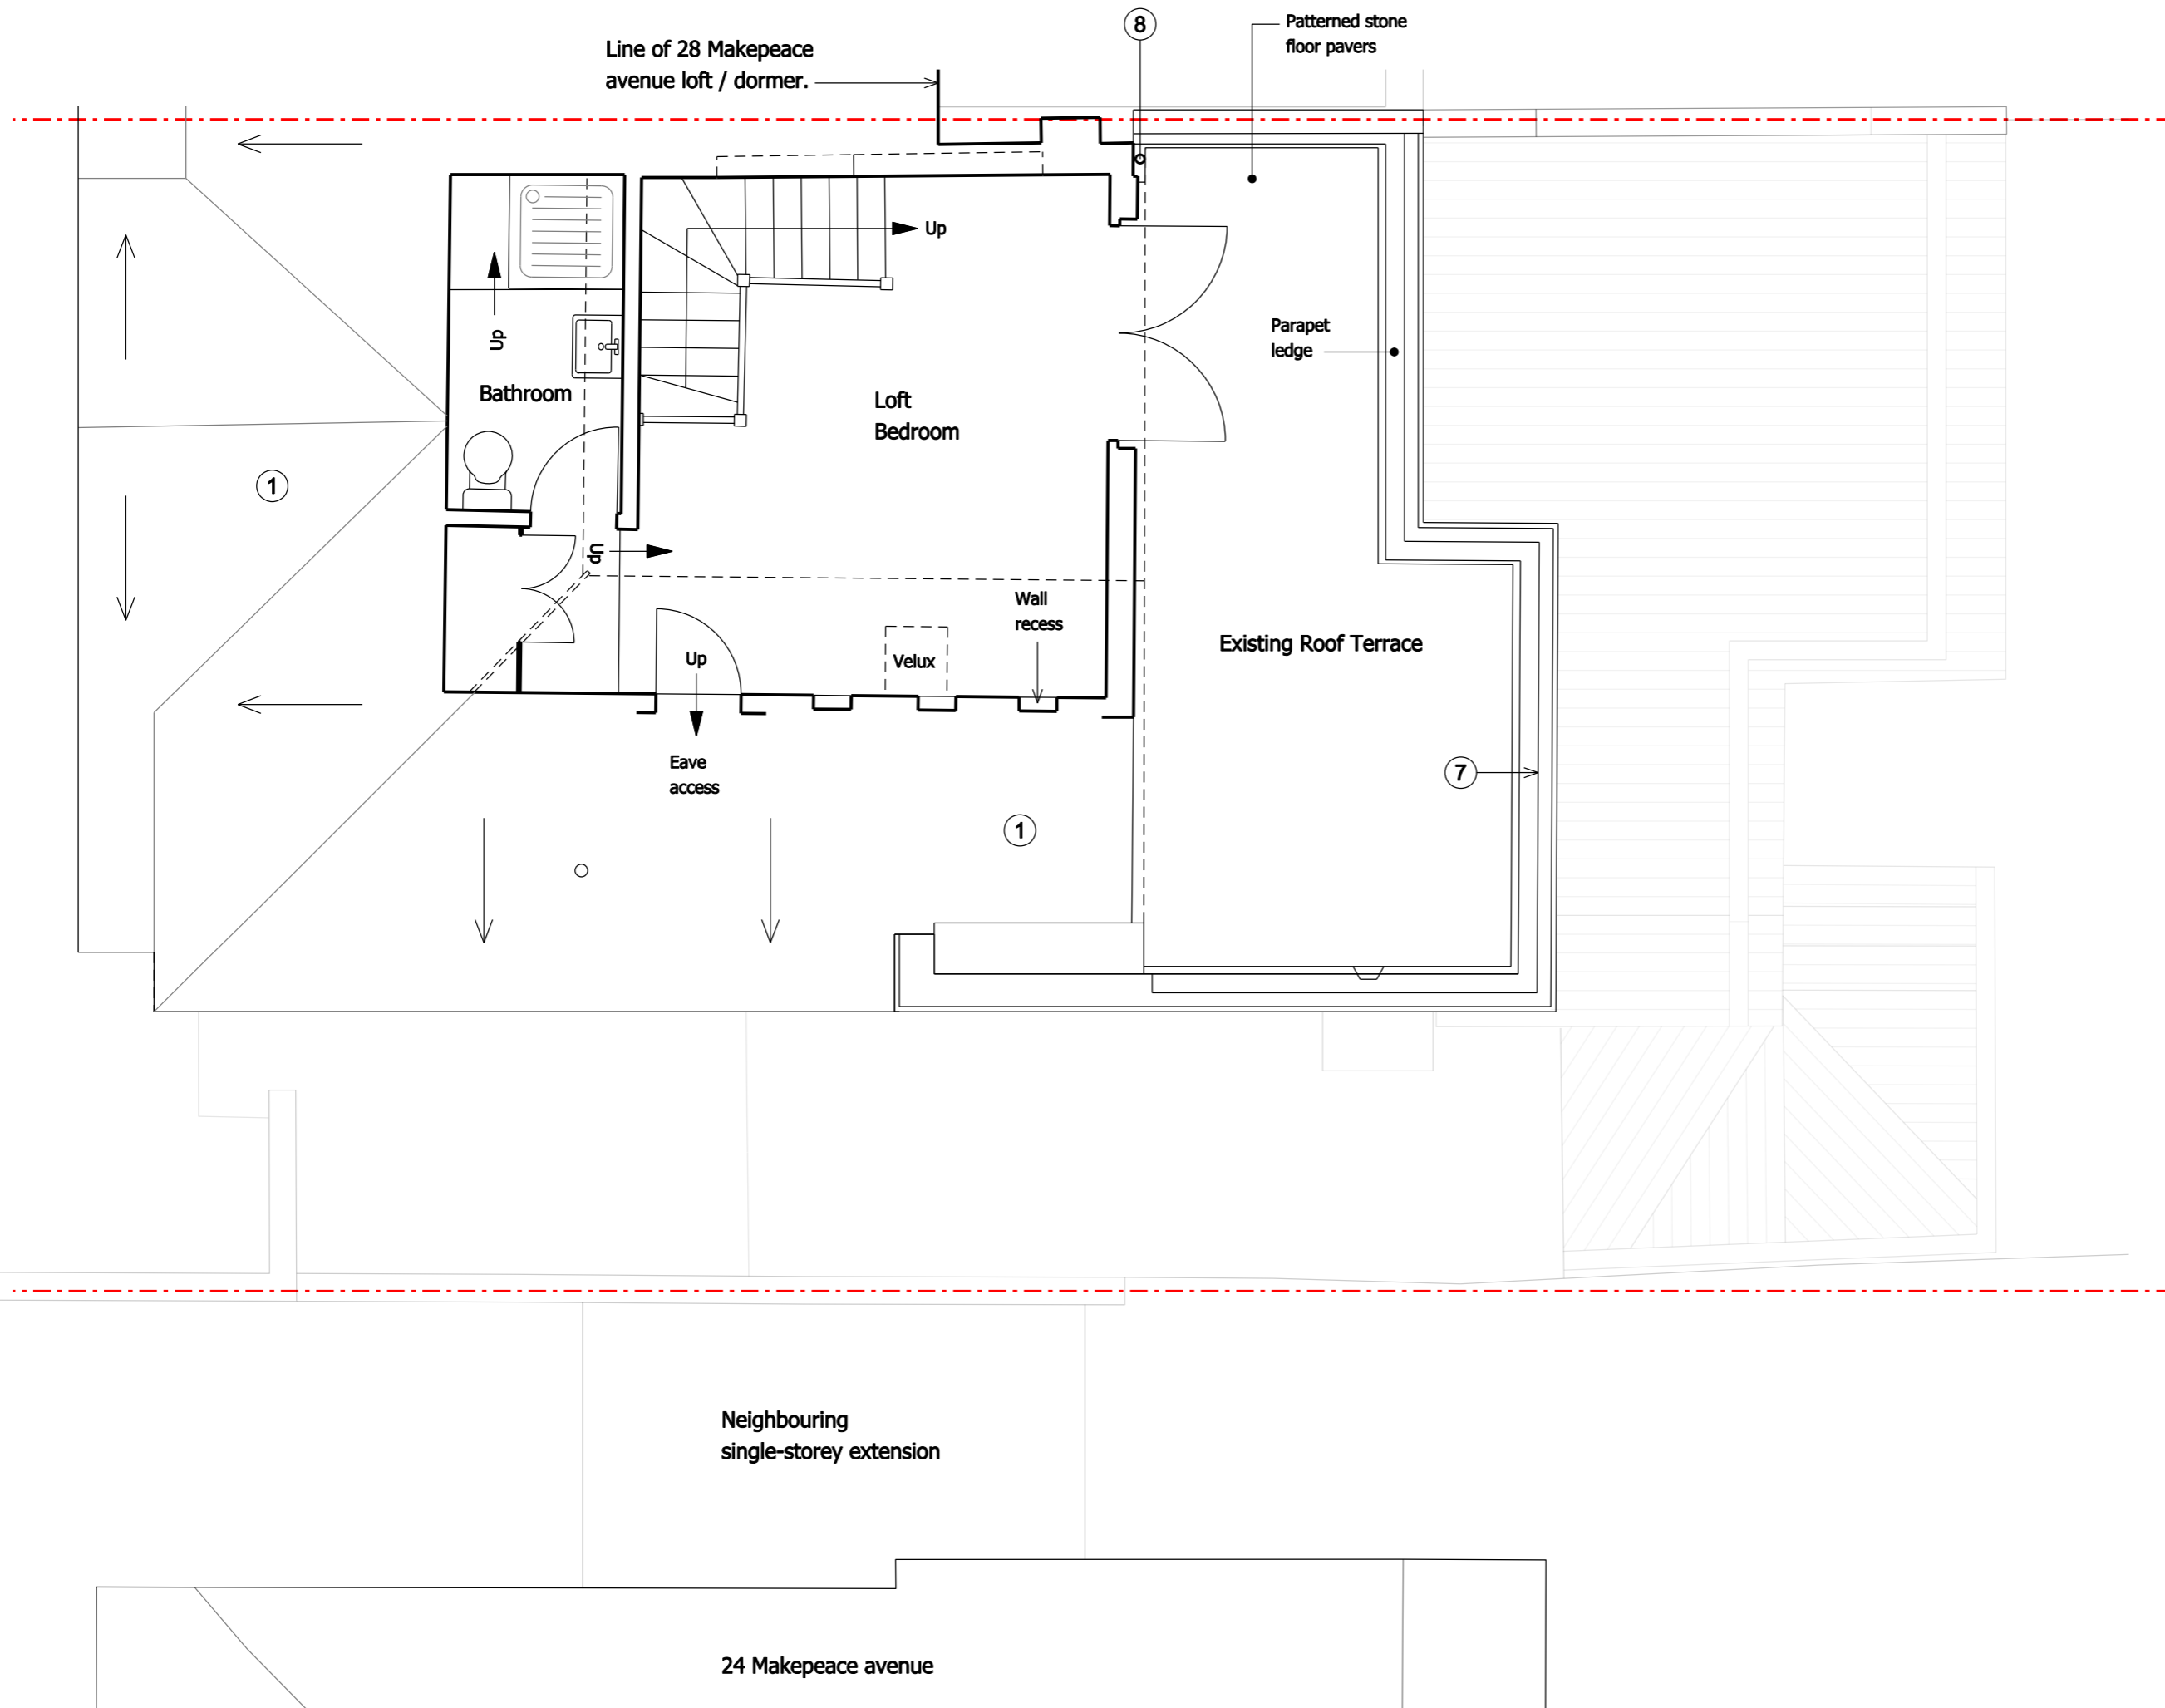 8
Patterned stone
floor pavers
Line of 28 Makepeace
avenue loft / dormer.
Up
Up
Parapet
ledge
Bathroom
Loft
Bedroom
1
Up
Wall
recess
Existing Roof Terrace
Up
Velux
Eave
access
7
1
Neighbouring
single-storey extension
24 Makepeace avenue